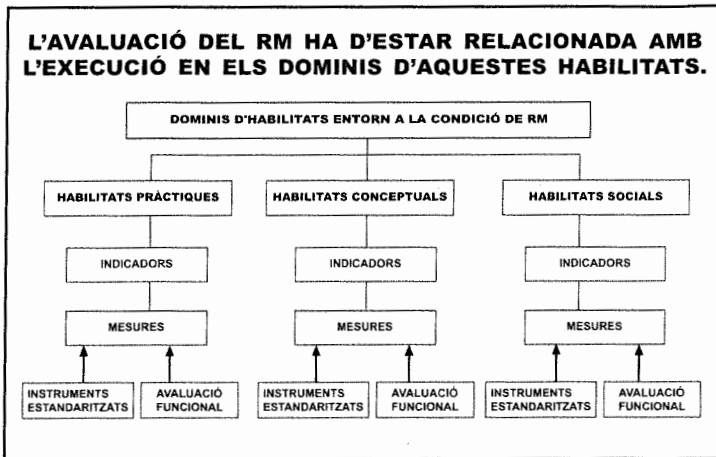 L'AVALUACIÓ DEL RM HA D'ESTAR RELACIONADA AMB
L'EXECUCIÓ EN ELS DOMINIS D'AQUESTES HABILITATS.
DOMINIS D'HABILITATS ENTORN A LA CONDICIÓ DE RM
HABILITATS PRÀCTIQUES
HABILITATS CONCEPTUALS
HABILITATS SOCIALS
INDICADORS
INDICADORS
INDICADORS
MESURES
MESURES
MESURES
INSTRUMENTS
ESTANDARITZATS
AVALUACIÓ
FUNCIONAL
INSTRUMENTS
ESTANDARITZATS
AVALUACIÓ
FUNCIONAL
INSTRUMENTS
ESTANDARITZATS
AVALUACIÓ
FUNCIONAL